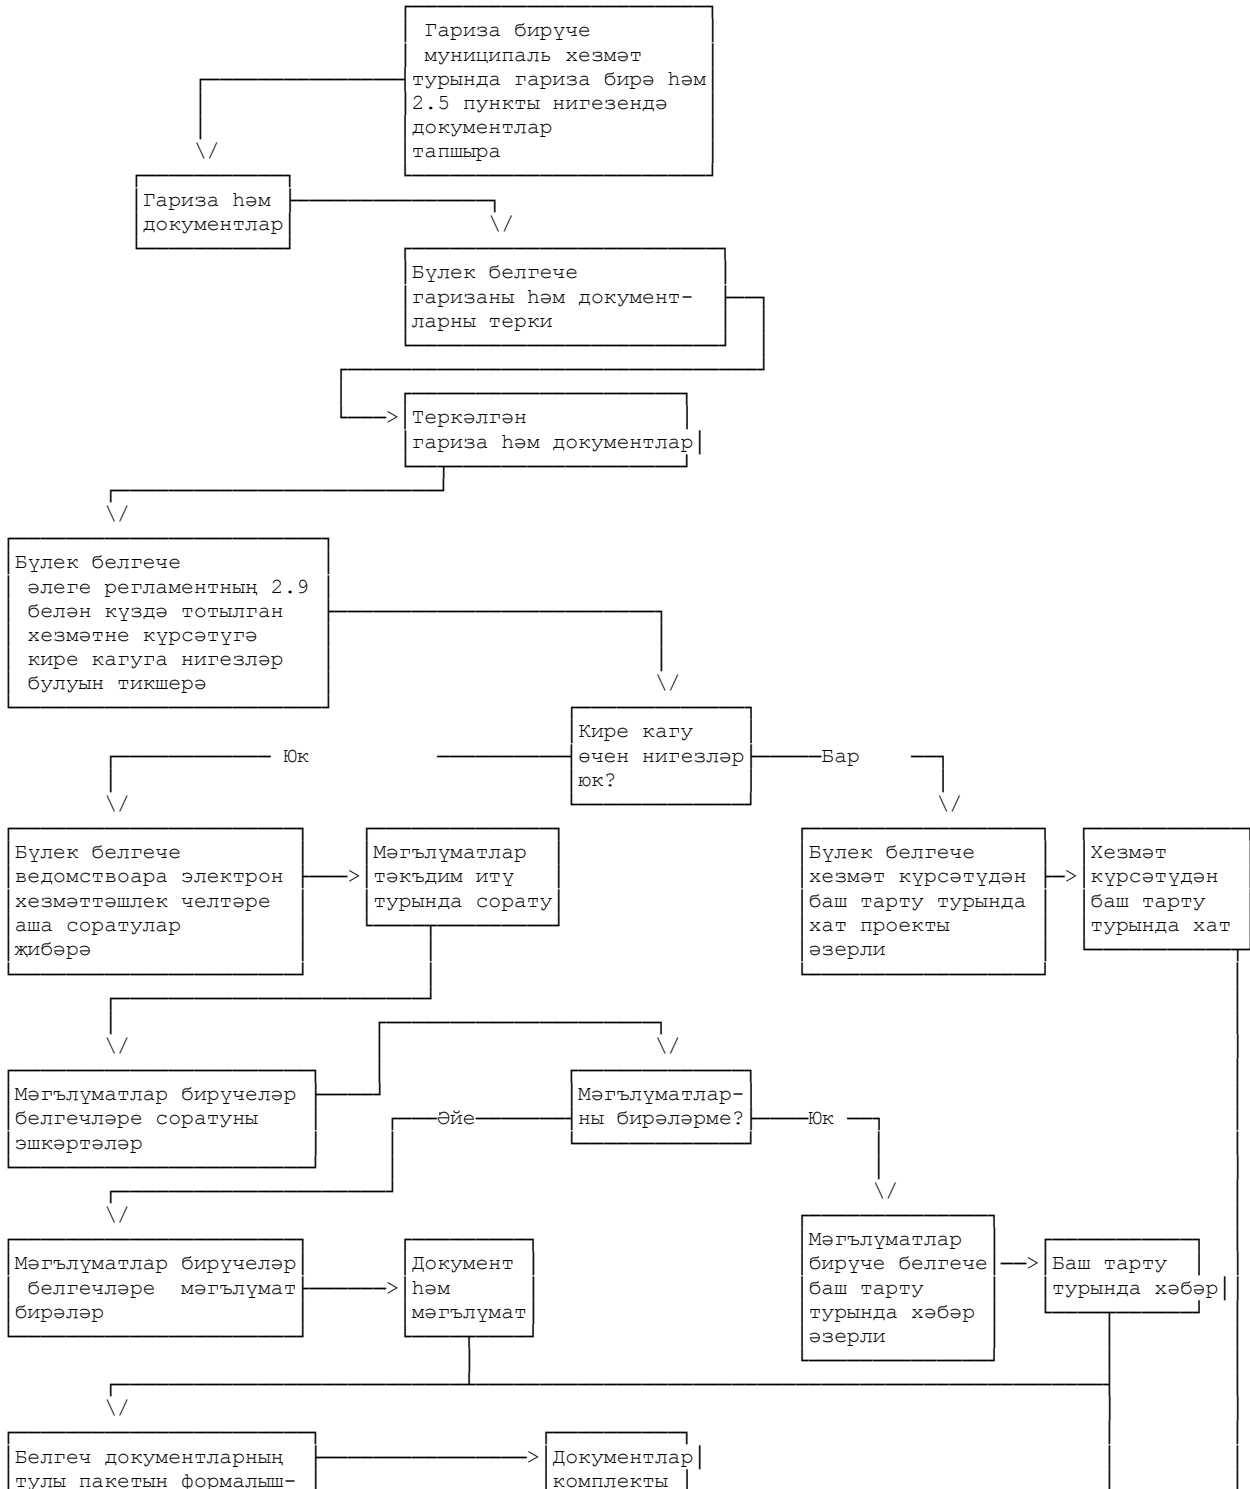 Гариза бирүче
муниципаль хезмәт
турында гариза бирә һәм
2.5 пункты нигезендә
документлар
тапшыра
Гариза һәм
документлар
Бүлек белгече
гаризаны һәм документ-
ларны терки
Теркәлгән
гариза һәм документлар
Бүлек белгече
әлеге регламентның 2.9
белән күздә тотылган
хезмәтне күрсәтүгә
кире кагуга нигезләр
булуын тикшерә
Кире кагу
өчен нигезләр
юк?
Юк
Бар
Бүлек белгече
ведомствоара электрон
хезмәттәшлек челтәре
аша соратулар
җибәрә
Мәгълүматлар
тәкъдим итү
турында сорату
Бүлек белгече
хезмәт күрсәтүдән
баш тарту турында
хат проекты
әзерли
Хезмәт
күрсәтүдән
баш тарту
турында хат
Мәгълүматлар бирүчеләр
белгечләре соратуны
эшкәртәләр
Мәгълүматлар-
ны бирәләрме?
Әйе
Юк
Мәгълүматлар бирүчеләр
белгечләре мәгълүмат
бирәләр
Документ
һәм
мәгълүмат
Мәгълүматлар
бирүче белгече
баш тарту
турында хәбәр
әзерли
Баш тарту
турында хәбәр
Белгеч документларның
тулы пакетын формалыш-
Документлар
комплекты